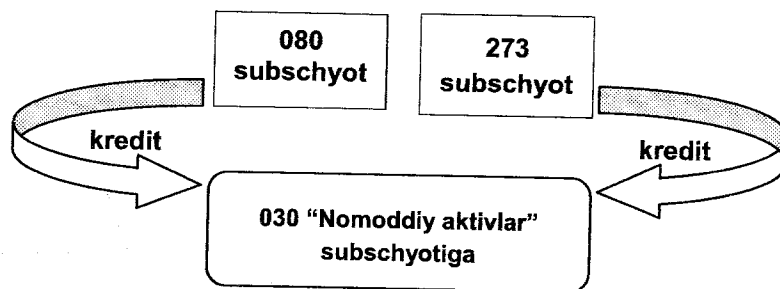 080
subschyot
273
subschyot
kredit
kredit
030 “Nomoddiy aktivlar”
subschyotiga